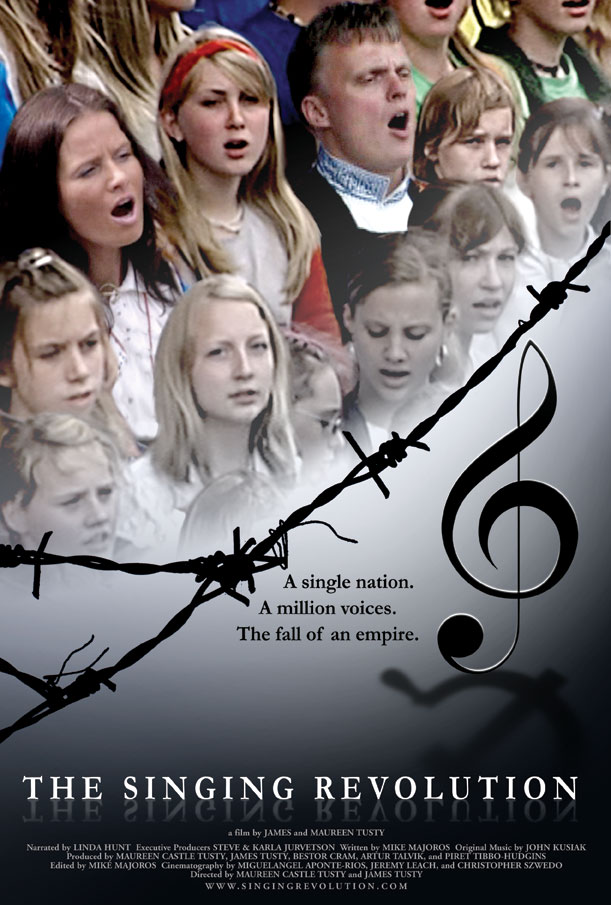 A single nation.
A million voices.
The fall of an empire.
THE SINGING REVOLUTION
a film by JAMES and MAUREEN TUSTY
Narrated by LINDA HUNT Executive Producers STEVE & KARLA JURVETSON Written by MIKE MAJOROS Original Music by JOHN KUSIAK
Produced by MAUREEN CASTLE TUSTY, JAMES TUSTY, BESTOR CRAM, ARTUR TALVIK, and PIRET TIBBO-HUDGINS
Edited by MIKE MAJOROS Cinematography by MIGUELANGEL APONTE-RIOS, JEREMY LEACH, and CHRISTOPHER SZWEDO
Directed by MAUREEN CASTLE TUSTY and JAMES TUSTY
WWW.SINGINGREVOLUTION.COM